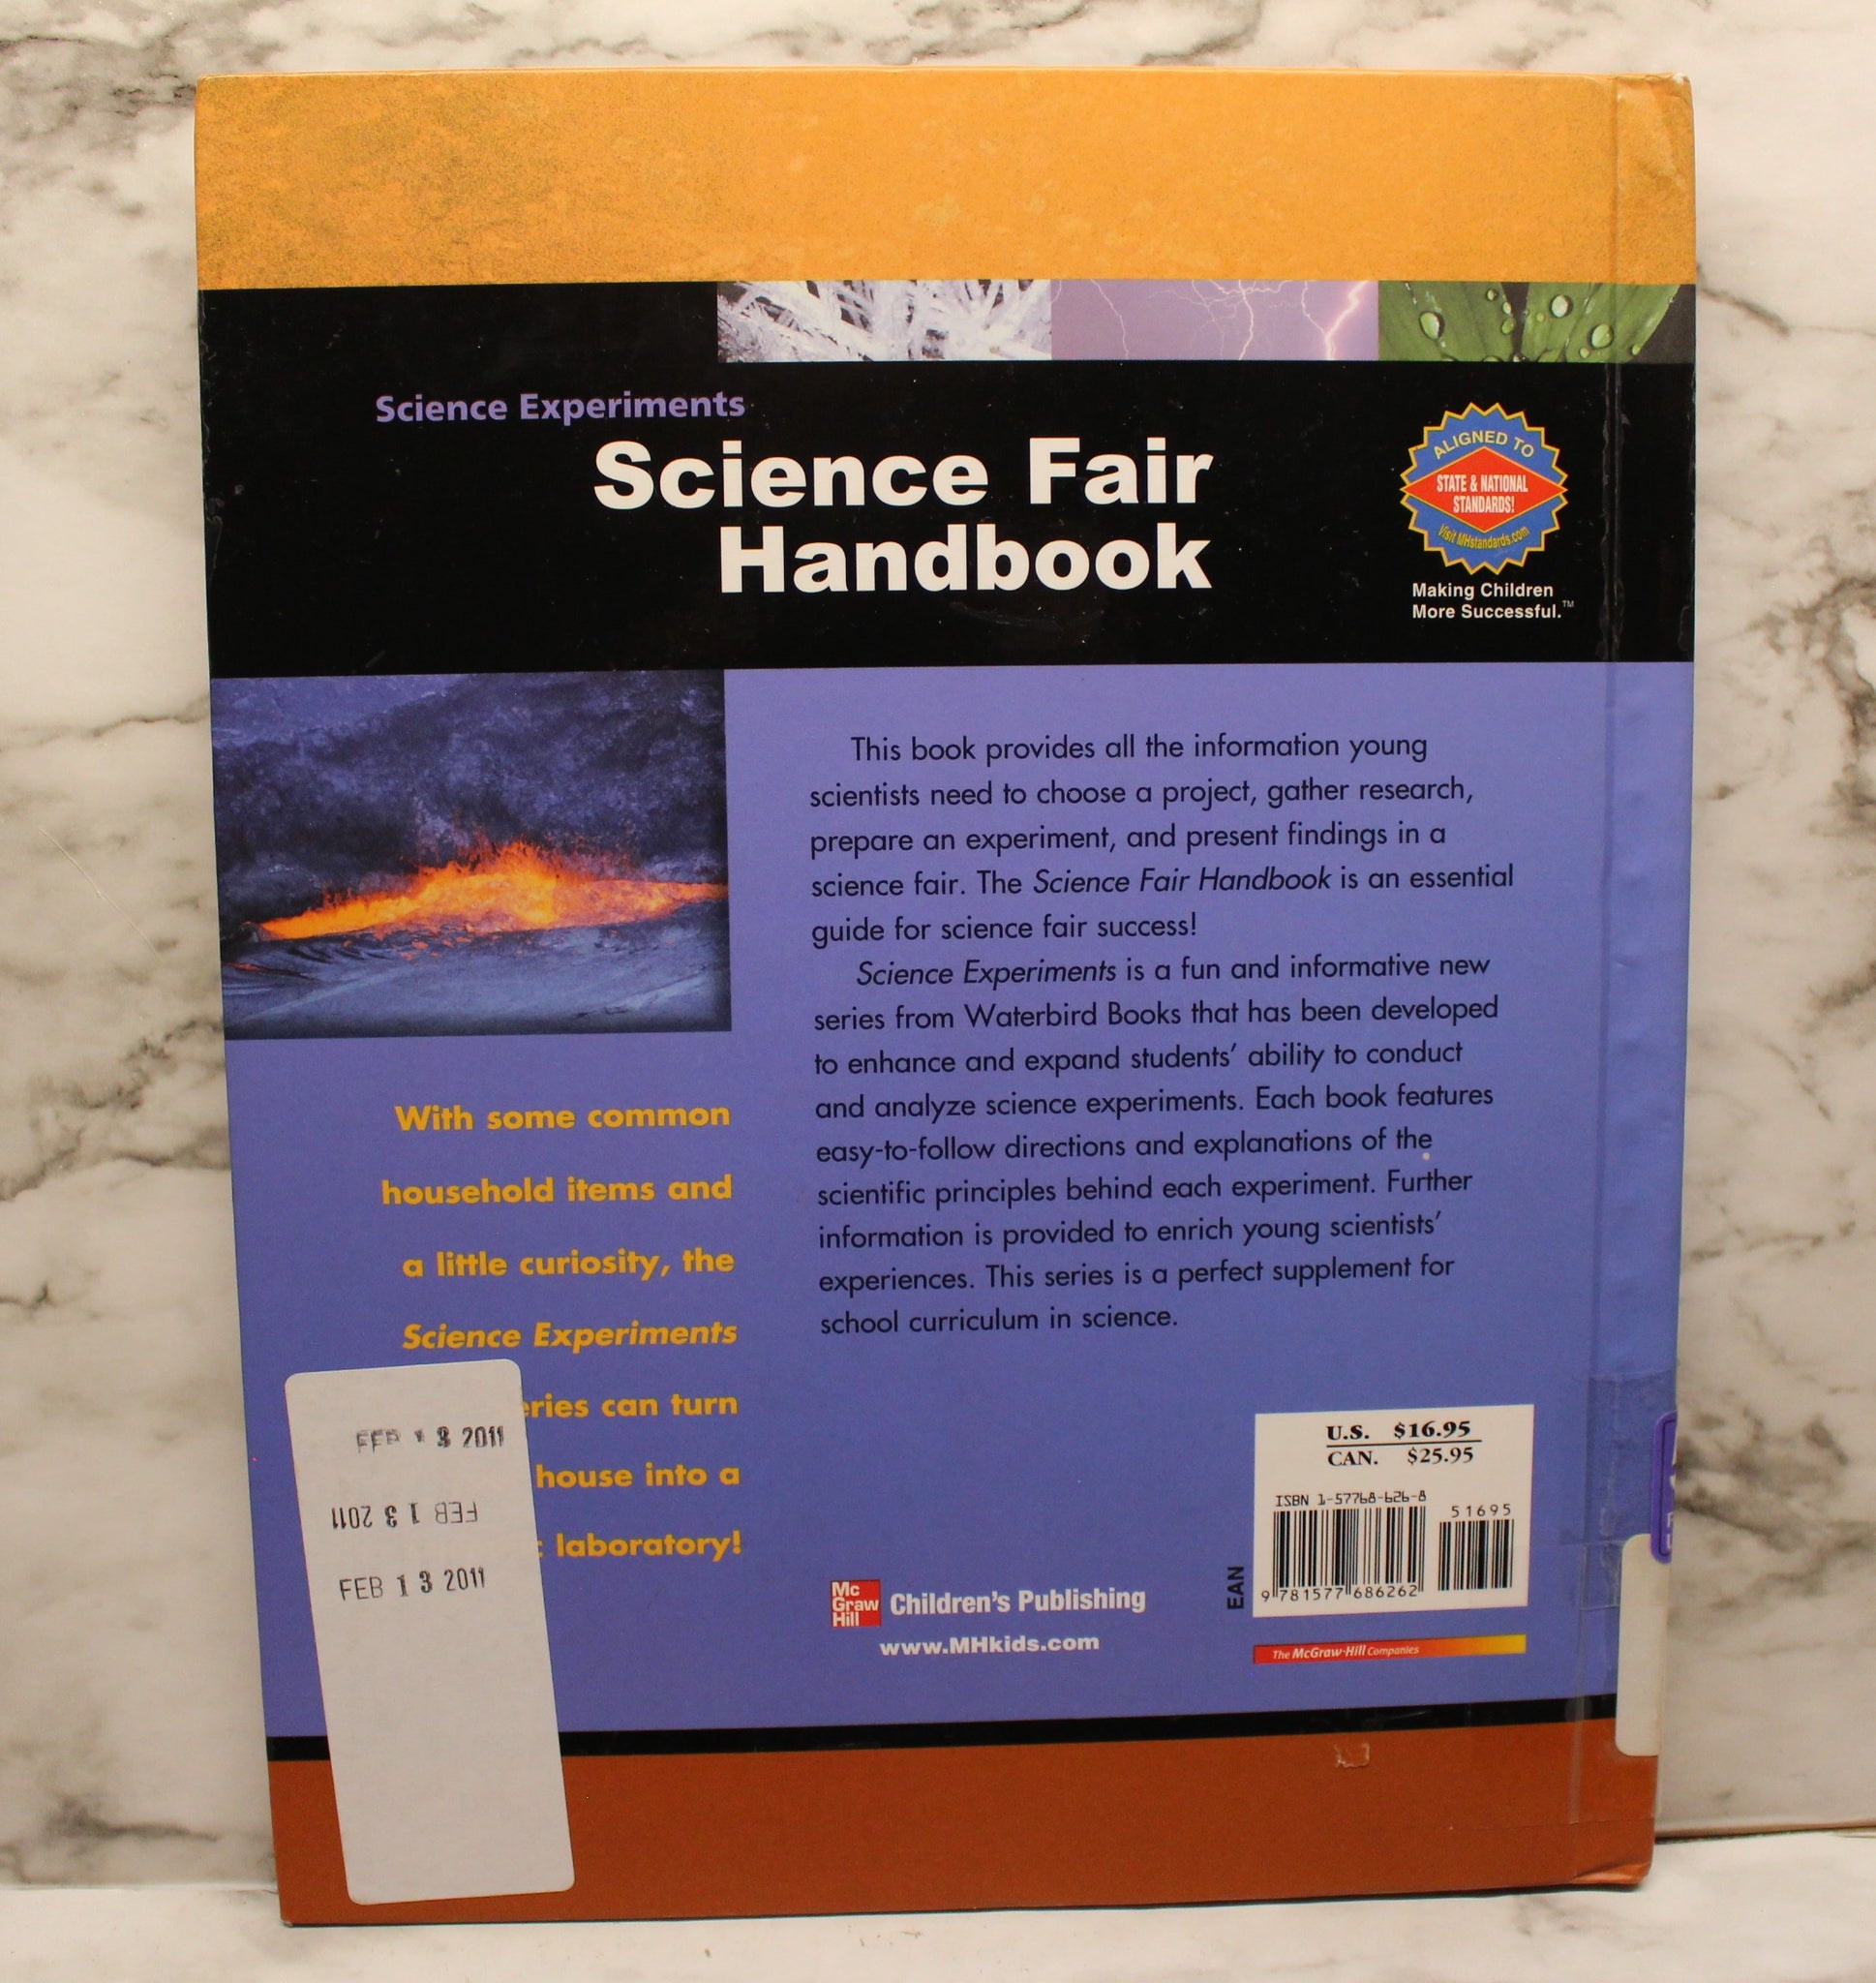 Science Experiments
Science Fair
Handbook
ALIGNED TO
STATE & NATIONAL
STANDARDS!
Visit MHstandards.com
Making Children
More Successful.™
This book provides all the information young
scientists need to choose a project, gather research,
prepare an experiment, and present findings in a
science fair. The Science Fair Handbook is an essential
guide for science fair success!
Science Experiments is a fun and informative new
series from Waterbird Books that has been developed
to enhance and expand students’ ability to conduct
and analyze science experiments. Each book features
easy-to-follow directions and explanations of the
scientific principles behind each experiment. Further
information is provided to enrich young scientists’
experiences. This series is a perfect supplement for
school curriculum in science.
With some common
household items and
a little curiosity, the
Science Experiments
eries can turn
house into a
laboratory!
FEB 13 2011
FEB 13 2011
FEB 13 2011
Mc
Graw
Hill
Children's Publishing
www.MHkids.com
U.S. $16.95
CAN. $25.95
ISBN 1-57768-626-8
51695
EAN
9 781577 686262
The McGraw-Hill Companies